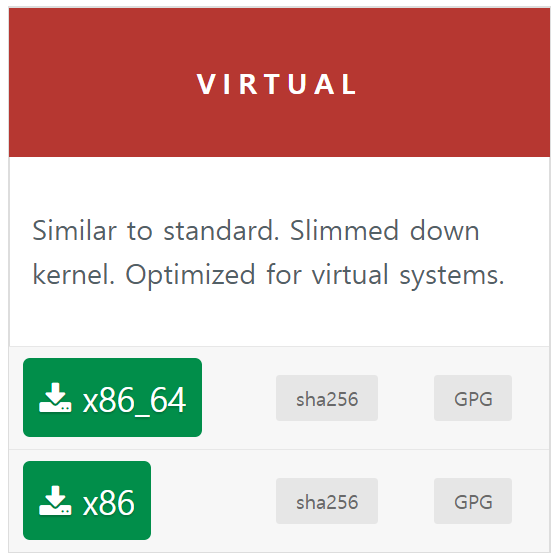 VIRTUAL
Similar to standard. Slimmed down
kernel. Optimized for virtual systems.
x86_64 sha256 GPG
x86 sha256 GPG